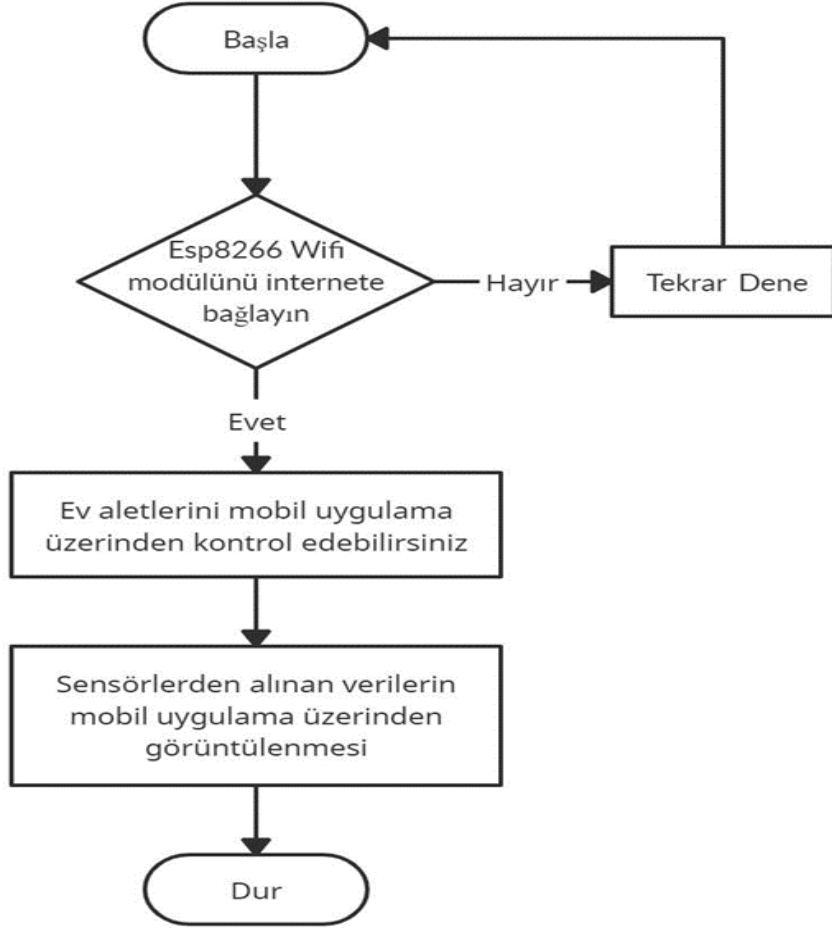 Başla
Esp8266 Wifi
modülünü internete
bağlayın
Hayır
Tekrar Dene
Evet
Ev aletlerini mobil uygulama
üzerinden kontrol edebilirsiniz
Sensörlerden alınan verilerin
mobil uygulama üzerinden
görüntülenmesi
Dur